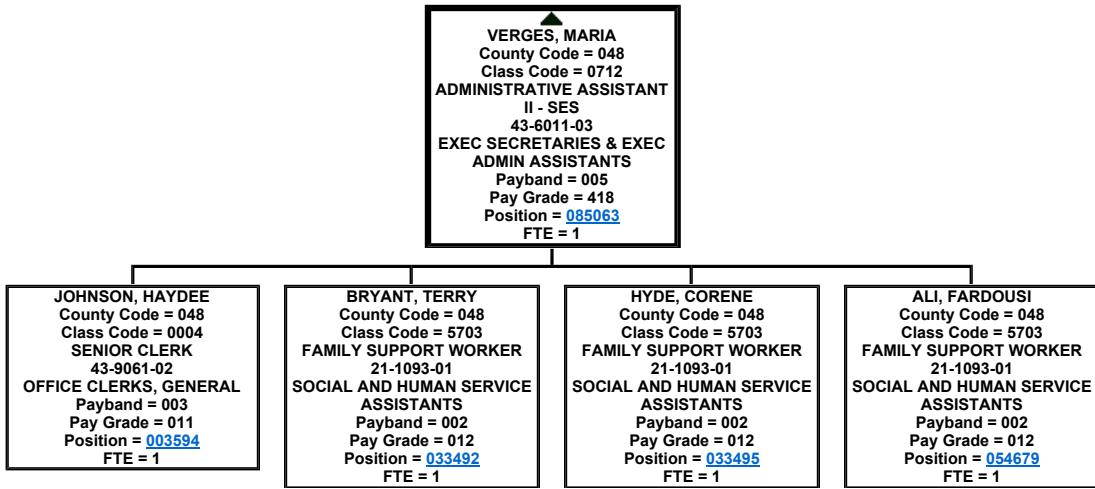 VERGES, MARIA
County Code = 048
Class Code = 0712
ADMINISTRATIVE ASSISTANT
II - SES
43-6011-03
EXEC SECRETARIES & EXEC
ADMIN ASSISTANTS
Payband = 005
Pay Grade = 418
Position = 085063
FTE = 1
JOHNSON, HAYDEE
County Code = 048
Class Code = 0004
SENIOR CLERK
43-9061-02
OFFICE CLERKS, GENERAL
Payband = 003
Pay Grade = 011
Position = 003594
FTE = 1
BRYANT, TERRY
County Code = 048
Class Code = 5703
FAMILY SUPPORT WORKER
21-1093-01
SOCIAL AND HUMAN SERVICE
ASSISTANTS
Payband = 002
Pay Grade = 012
Position = 033492
FTE = 1
HYDE, CORENE
County Code = 048
Class Code = 5703
FAMILY SUPPORT WORKER
21-1093-01
SOCIAL AND HUMAN SERVICE
ASSISTANTS
Payband = 002
Pay Grade = 012
Position = 033495
FTE = 1
ALI, FARDOUSI
County Code = 048
Class Code = 5703
FAMILY SUPPORT WORKER
21-1093-01
SOCIAL AND HUMAN SERVICE
ASSISTANTS
Payband = 002
Pay Grade = 012
Position = 054679
FTE = 1